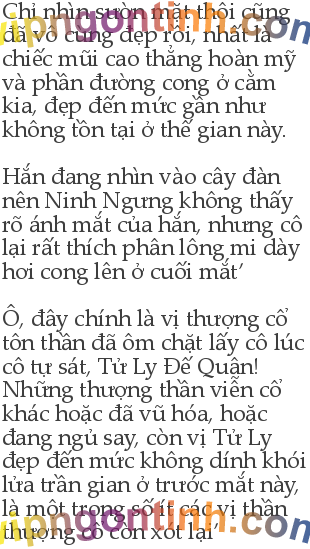 Chỉ nhìn sườn mặt thôi cũng
đã vô cùng đẹp rồi, nhất là
chiếc mũi cao thẳng hoàn mỹ
và phần đường cong ở cằm
kia, đẹp đến mức gần như
không tồn tại ở thế gian này.

Hắn đang nhìn vào cây đàn
nên Ninh Ngưng không thấy
rõ ánh mắt của hắn, nhưng cô
lại rất thích phân lông mi dày
hơi cong lên ở cuối mắt’

Ô, đây chính là vị thượng cổ
tôn thần đã ôm chặt lấy cô lúc
cô tự sát, Tử Ly Đế Quân!
Những thượng thần viễn cổ
khác hoặc đã vũ hóa, hoặc
đang ngủ say, còn vị Tử Ly
đẹp đến mức không dính khói
lửa trần gian ở trước mắt này,
là một trong số ít các vị thần
thượng cổ còn xót lại’
vipngontinh.com
vipngontinh.com